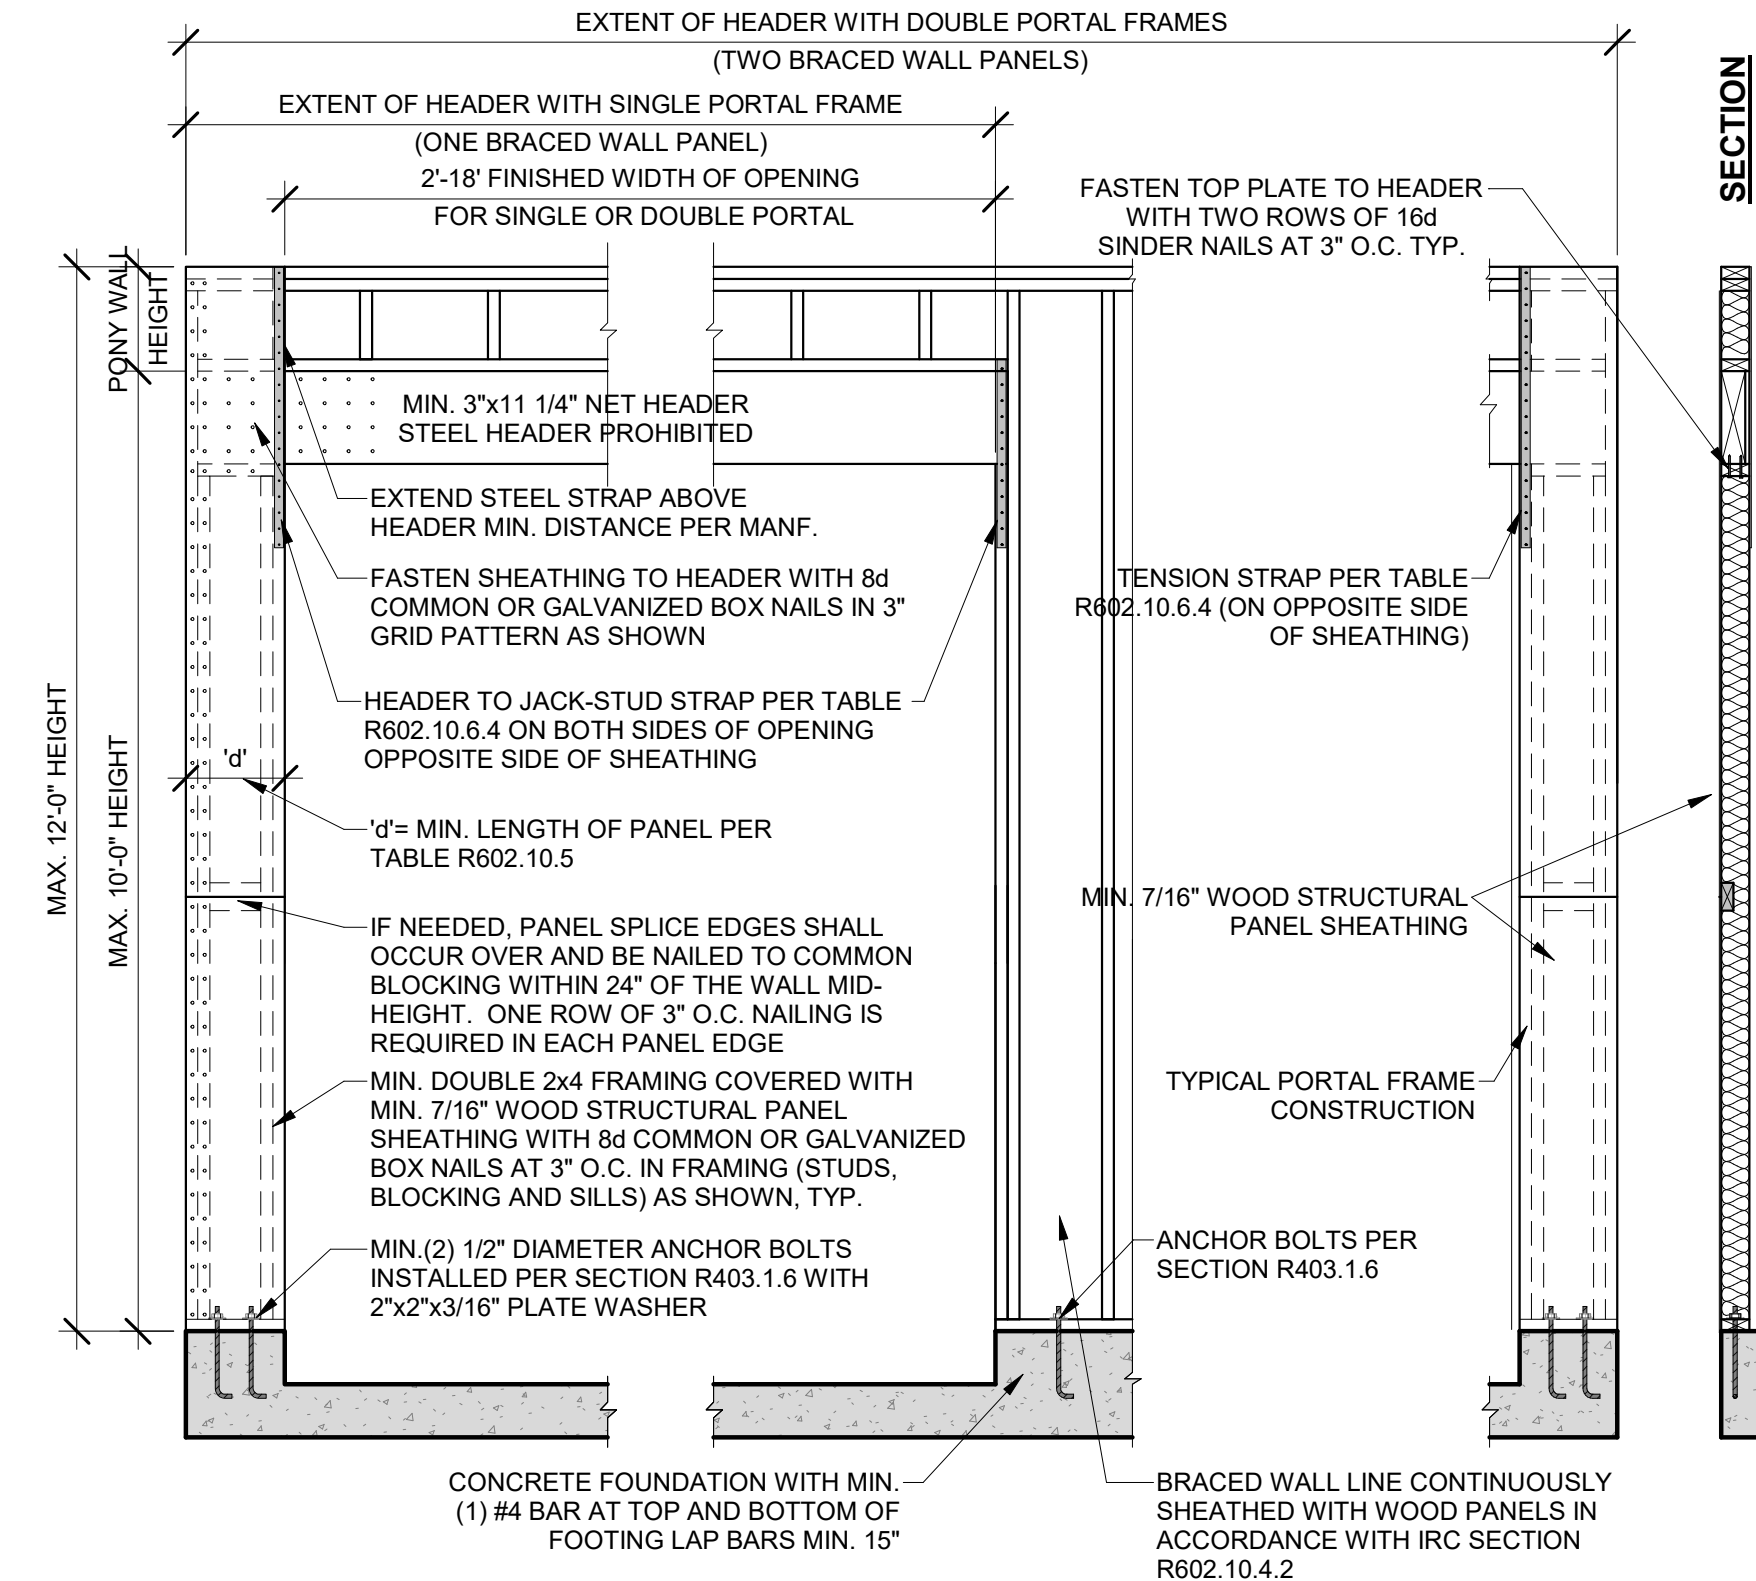 EXTENT OF HEADER WITH DOUBLE PORTAL FRAMES
(TWO BRACED WALL PANELS)
EXTENT OF HEADER WITH SINGLE PORTAL FRAME
(ONE BRACED WALL PANEL)
2'-18' FINISHED WIDTH OF OPENING
FOR SINGLE OR DOUBLE PORTAL
SECTION
FASTEN TOP PLATE TO HEADER
WITH TWO ROWS OF 16d
SINDER NAILS AT 3" O.C. TYP.
PONY WALL
HEIGHT
MIN. 3"x11 1/4" NET HEADER
STEEL HEADER PROHIBITED
EXTEND STEEL STRAP ABOVE
HEADER MIN. DISTANCE PER MANF.
FASTEN SHEATHING TO HEADER WITH 8d
COMMON OR GALVANIZED BOX NAILS IN 3"
GRID PATTERN AS SHOWN
TENSION STRAP PER TABLE
R602.10.6.4 (ON OPPOSITE SIDE
OF SHEATHING)
HEADER TO JACK-STUD STRAP PER TABLE
R602.10.6.4 ON BOTH SIDES OF OPENING
OPPOSITE SIDE OF SHEATHING
MAX. 12'-0" HEIGHT
MAX. 10'-0" HEIGHT
'd'
'd'= MIN. LENGTH OF PANEL PER
TABLE R602.10.5
MIN. 7/16" WOOD STRUCTURAL
PANEL SHEATHING
IF NEEDED, PANEL SPLICE EDGES SHALL
OCCUR OVER AND BE NAILED TO COMMON
BLOCKING WITHIN 24" OF THE WALL MID-
HEIGHT. ONE ROW OF 3" O.C. NAILING IS
REQUIRED IN EACH PANEL EDGE
MIN. DOUBLE 2x4 FRAMING COVERED WITH
MIN. 7/16" WOOD STRUCTURAL PANEL
SHEATHING WITH 8d COMMON OR GALVANIZED
BOX NAILS AT 3" O.C. IN FRAMING (STUDS,
BLOCKING AND SILLS) AS SHOWN, TYP.
TYPICAL PORTAL FRAME
CONSTRUCTION
MIN.(2) 1/2" DIAMETER ANCHOR BOLTS
INSTALLED PER SECTION R403.1.6 WITH
2"x2"x3/16" PLATE WASHER
ANCHOR BOLTS PER
SECTION R403.1.6
CONCRETE FOUNDATION WITH MIN.
(1) #4 BAR AT TOP AND BOTTOM OF
FOOTING LAP BARS MIN. 15"
BRACED WALL LINE CONTINUOUSLY
SHEATHED WITH WOOD PANELS IN
ACCORDANCE WITH IRC SECTION
R602.10.4.2